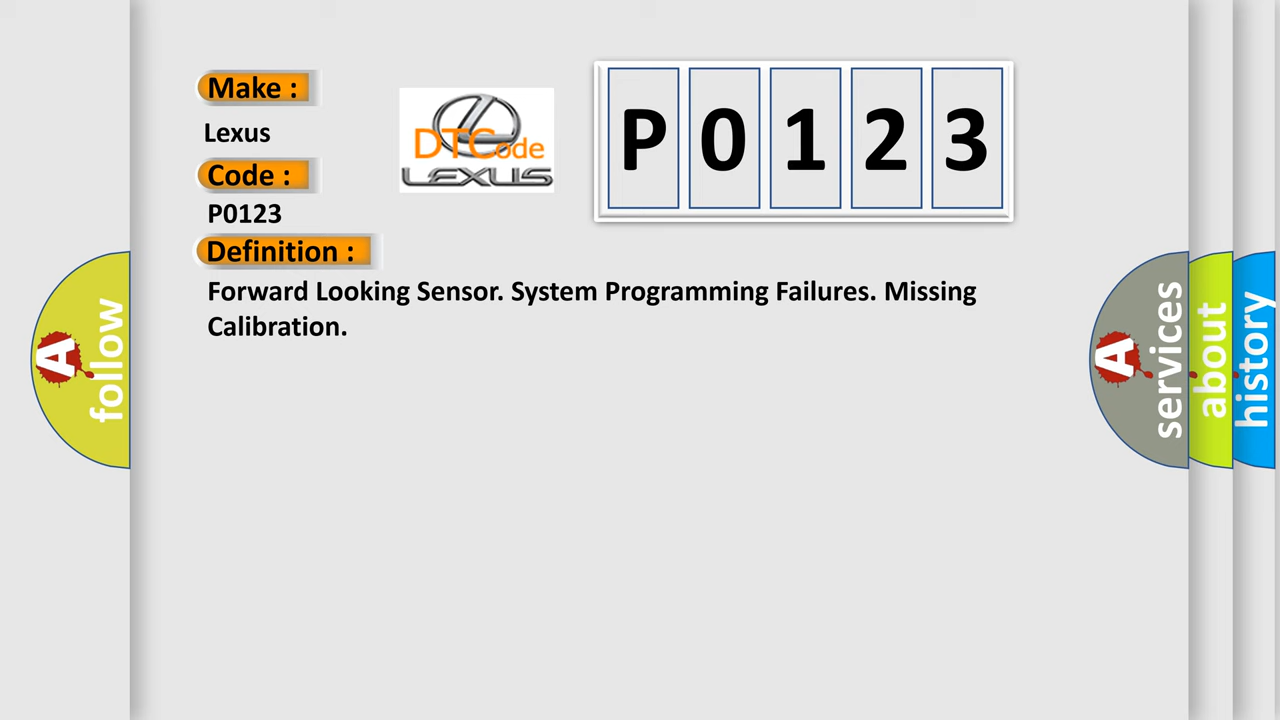 Make :
Lexus
Code :
P0123
Definition :
Forward Looking Sensor. System Programming Failures. Missing
Calibration.
DTCode
LEXUS
P 0 1 2 3
A follow
A services
about
history